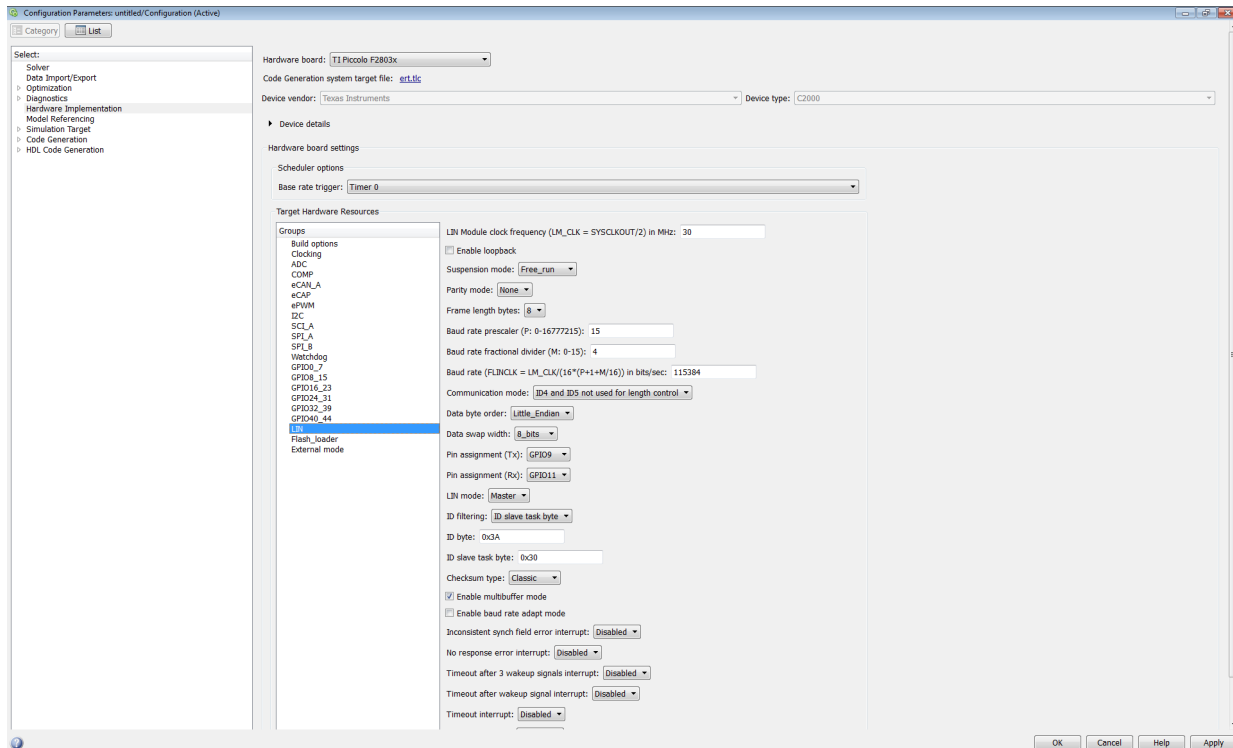 Configuration Parameters: untitled/Configuration (Active)
Category
List
Select:
Solver
Data Import/Export
Optimization
Diagnostics
Hardware Implementation
Model Referencing
Simulation Target
Code Generation
HDL Code Generation
Hardware board: TI Piccolo F2803x
Code Generation system target file: ert.tlc
Device vendor: Texas Instruments Device type: C2000
Device details
Hardware board settings
Scheduler options
Base rate trigger: Timer 0
Target Hardware Resources
Groups
Build options
Clocking
ADC
COMP
eCAN_A
eCAP
ePWM
I2C
SCI_A
SPI_A
SPI_B
Watchdog
GPIO0_7
GPIO8_15
GPIO16_23
GPIO24_31
GPIO32_39
GPIO40_44
LIN
Flash_loader
External mode
LIN Module clock frequency (LM_CLK = SYSCLKOUT/2) in MHz: 30
Enable loopback
Suspension mode: Free_run
Parity mode: None
Frame length bytes: 8
Baud rate prescaler (P: 0-16777215): 15
Baud rate fractional divider (M: 0-15): 4
Baud rate (FLINCLK = LM_CLK/(16*(P+1+M/16)) in bits/sec: 115384
Communication mode: ID4 and ID5 not used for length control
Data byte order: Little_Endian
Data swap width: 8_bits
Pin assignment (Tx): GPIO9
Pin assignment (Rx): GPIO11
LIN mode: Master
ID filtering: ID slave task byte
ID byte: 0x3A
ID slave task byte: 0x30
Checksum type: Classic
Enable multibuffer mode
Enable baud rate adapt mode
Inconsistent synch field error interrupt: Disabled
No response error interrupt: Disabled
Timeout after 3 wakeup signals interrupt: Disabled
Timeout after wakeup signal interrupt: Disabled
Timeout interrupt: Disabled
OK Cancel Help Apply